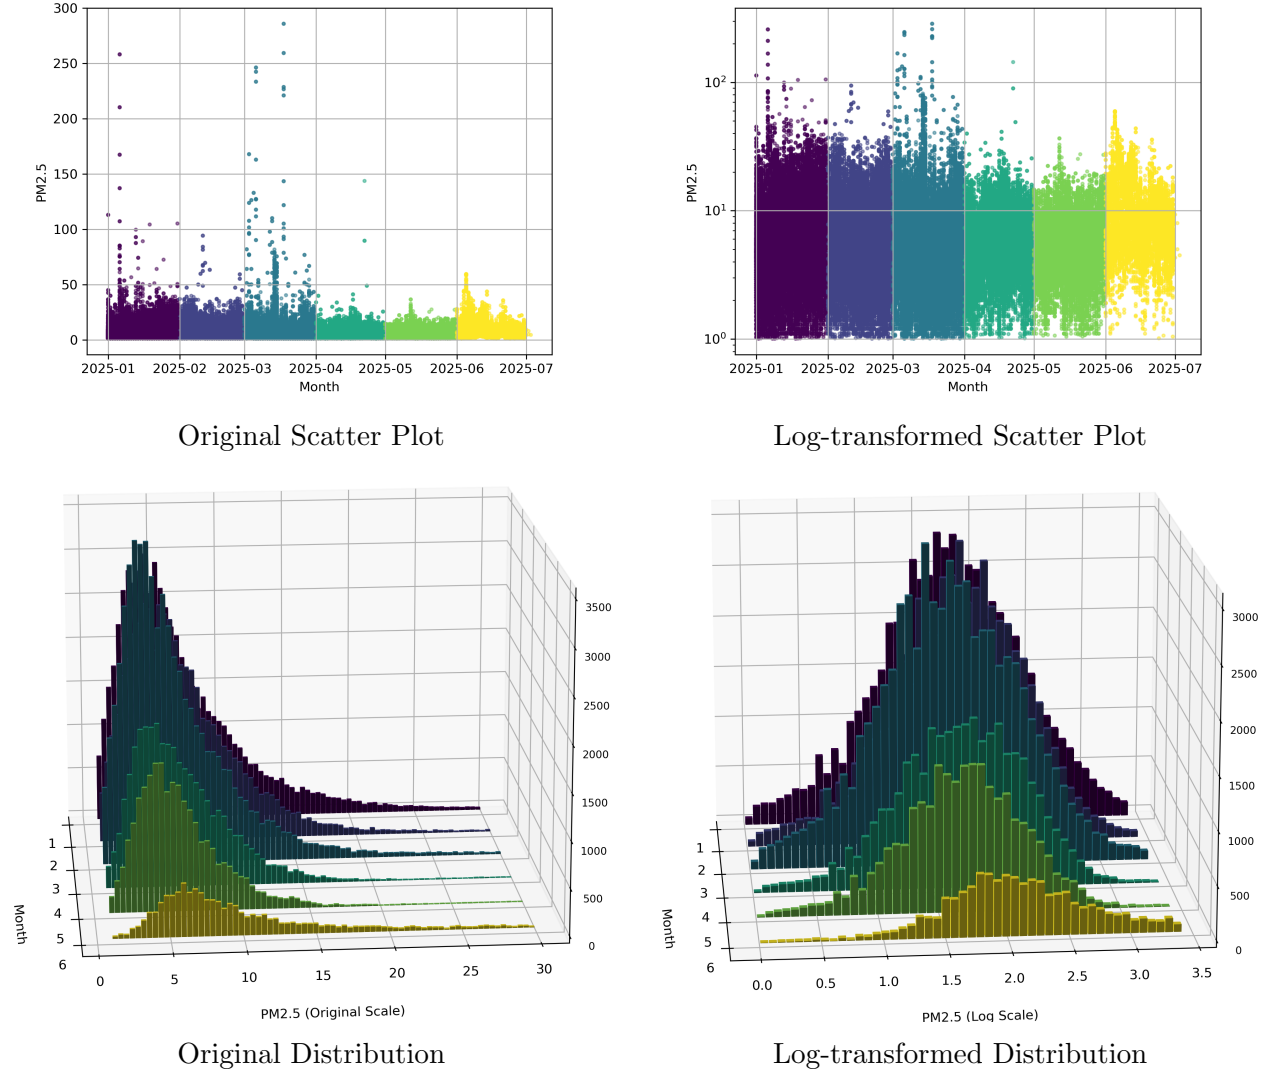 300
250
200
150
100
50
0
PM2.5
2025-01 2025-02 2025-03 2025-04 2025-05 2025-06 2025-07
Month
Original Scatter Plot
10²
10¹
10⁰
PM2.5
2025-01 2025-02 2025-03 2025-04 2025-05 2025-06 2025-07
Month
Log-transformed Scatter Plot
3500
3000
2500
2000
1500
1000
500
0
1
2
3
4
5
6
Month
0 5 10 15 20 25 30
PM2.5 (Original Scale)
Original Distribution
3000
2500
2000
1500
1000
500
0
1
2
3
4
5
6
Month
0.0 0.5 1.0 1.5 2.0 2.5 3.0 3.5
PM2.5 (Log Scale)
Log-transformed Distribution